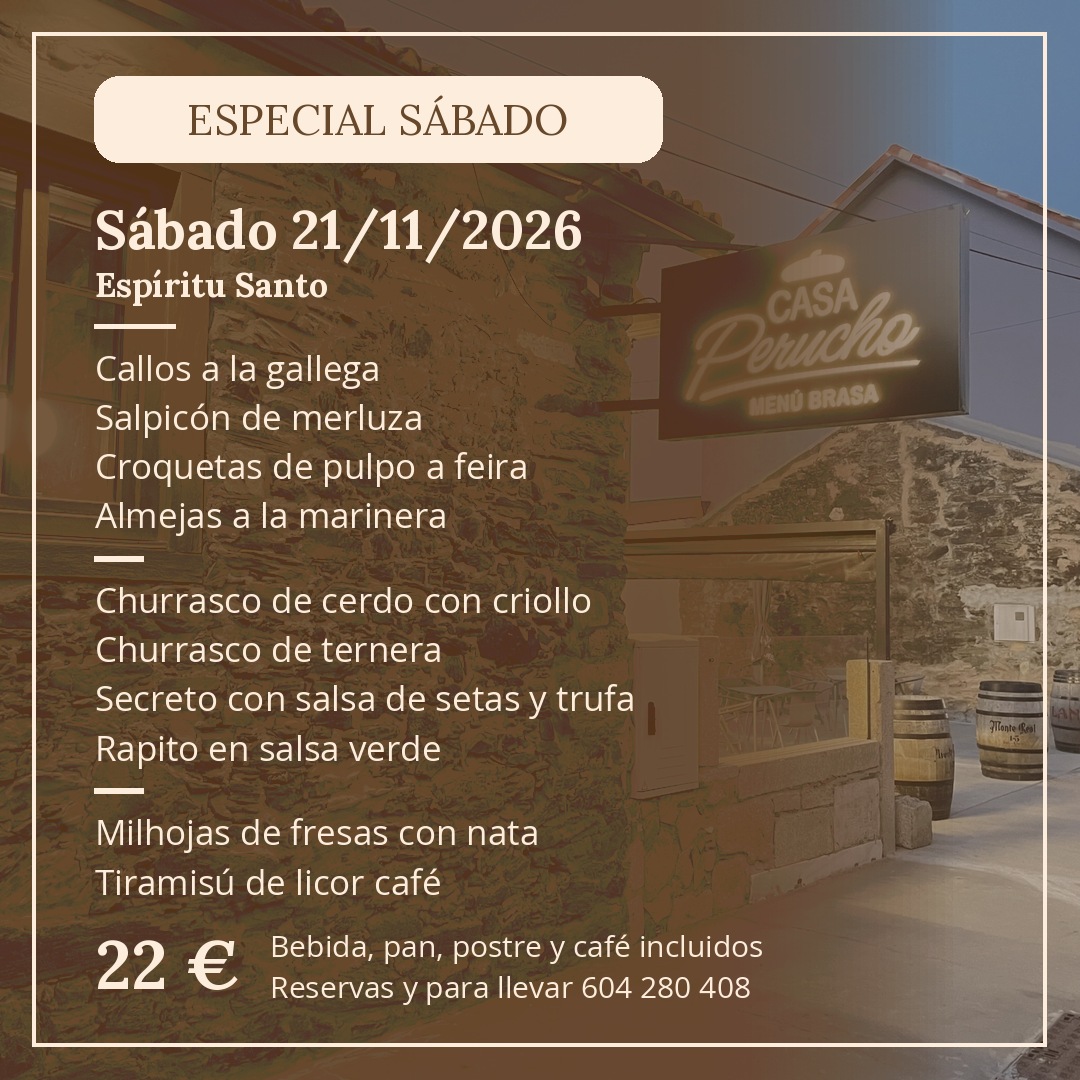 ESPECIAL SÁBADO
Sábado 21/11/2026
Espíritu Santo
CASA
Perucho
MENÚ BRASA
Callos a la gallega
Salpicón de merluza
Croquetas de pulpo a feira
Almejas a la marinera
Churrasco de cerdo con criollo
Churrasco de ternera
Secreto con salsa de setas y trufa
Rapito en salsa verde
Monte Real
Milhojas de fresas con nata
Tiramisú de licor café
22 €
Bebida, pan, postre y café incluidos
Reservas y para llevar 604 280 408